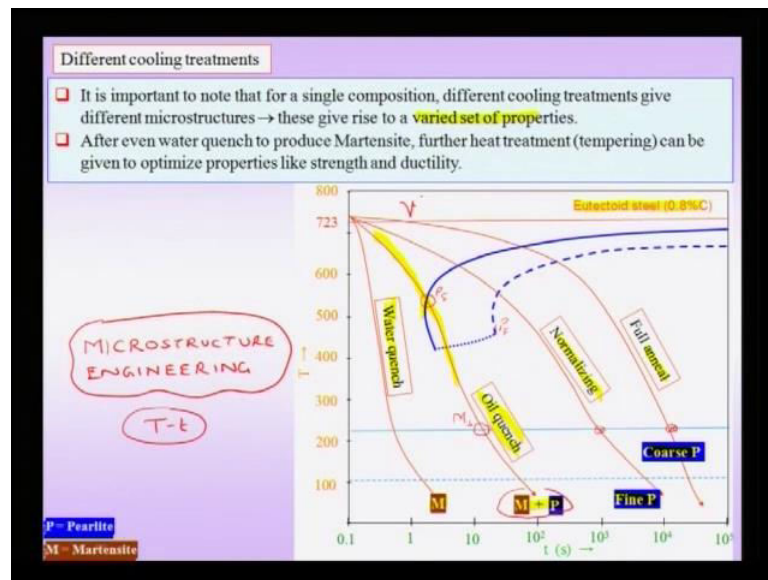 Different cooling treatments
It is important to note that for a single composition, different cooling treatments give
different microstructures → these give rise to a varied set of properties.
After even water quench to produce Martensite, further heat treatment (tempering) can be
given to optimize properties like strength and ductility.
800
723
600
500
400
300
200
100
T →
γ
Eutectoid steel (0.8%C)
Water quench
Oil quench
Normalizing
Full anneal
MICROSTRUCTURE
ENGINEERING
T-t
Ms
Coarse P
M
M + P
Fine P
P = Pearlite
M = Martensite
0.1
1
10
10²
10³
10⁴
10⁵
t (s) →